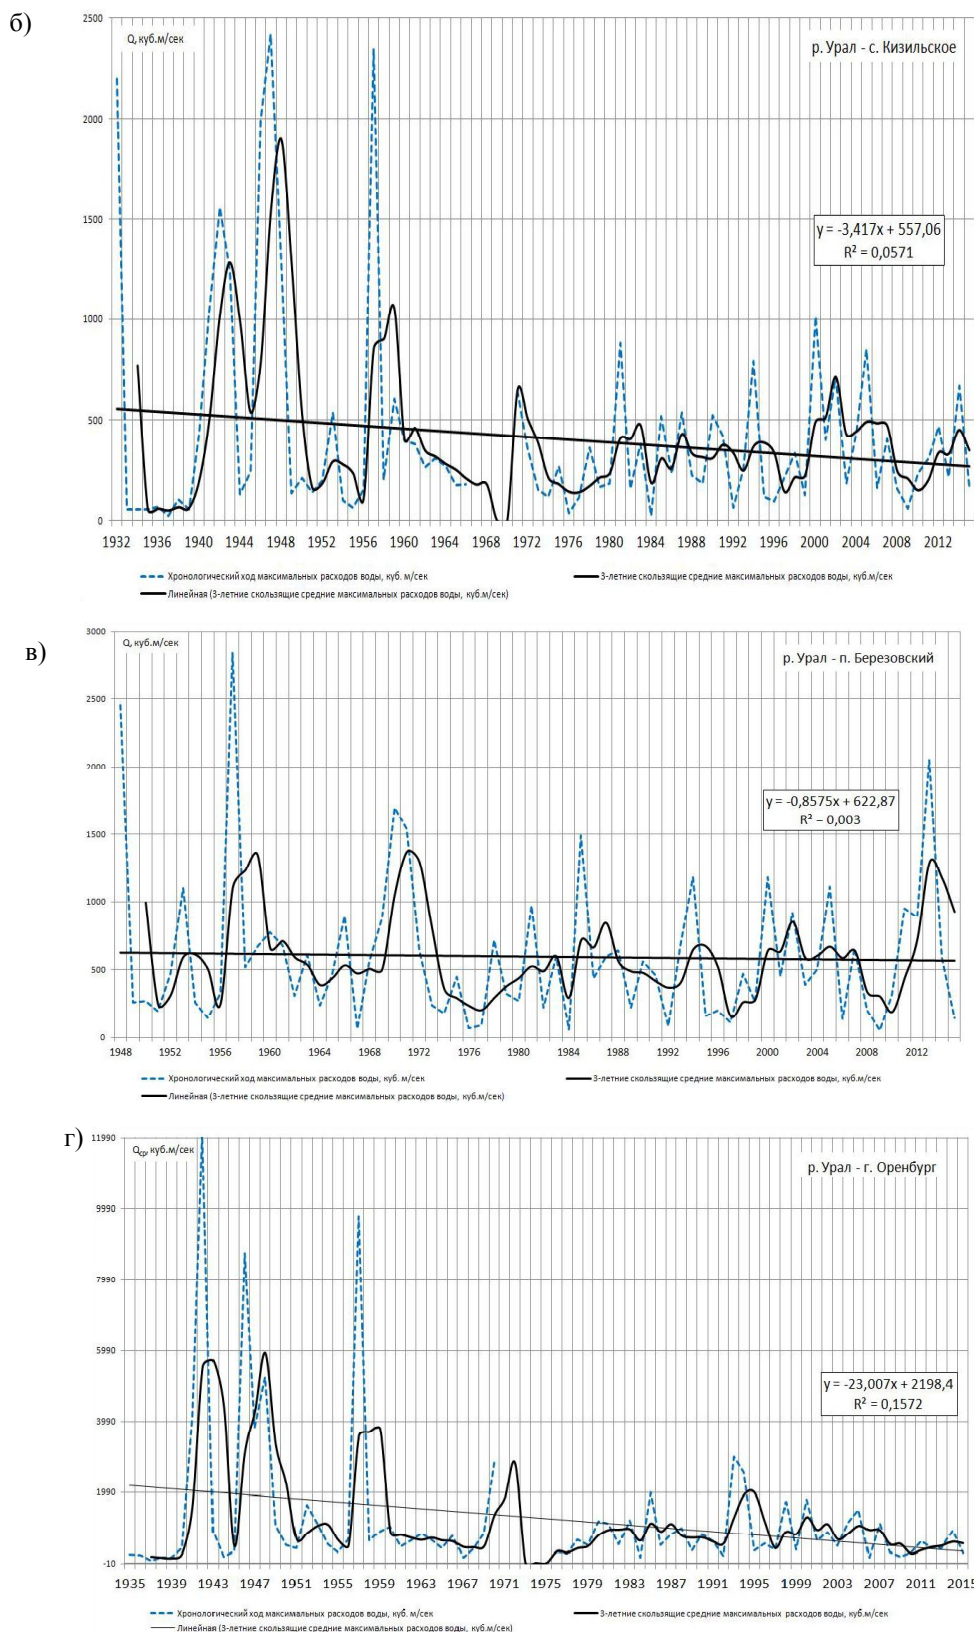 б)
Q, куб.м/сек
р. Урал - с. Кизильское
2500
2000
1500
1000
500
0
y = -3,417x + 557,06
R² = 0,0571
1932 1936 1940 1944 1948 1952 1956 1960 1964 1968 1972 1976 1980 1984 1988 1992 1996 2000 2004 2008 2012
Хронологический ход максимальных расходов воды, куб. м/сек
3-летние скользящие средние максимальных расходов воды, куб.м/сек
Линейная (3-летние скользящие средние максимальных расходов воды, куб.м/сек)
в)
Q, куб.м/сек
р. Урал - п. Березовский
3000
2500
2000
1500
1000
500
0
y = -0,8575x + 622,87
R² – 0,003
1948 1952 1956 1960 1964 1968 1972 1976 1980 1984 1988 1992 1996 2000 2004 2008 2012
Хронологический ход максимальных расходов воды, куб. м/сек
3-летние скользящие средние максимальных расходов воды, куб.м/сек
Линейная (3-летние скользящие средние максимальных расходов воды, куб.м/сек)
г)
Qср, куб.м/сек
р. Урал - г. Оренбург
11990
9990
7990
5990
3990
1990
-10
y = -23,007x + 2198,4
R² = 0,1572
1935 1939 1943 1947 1951 1955 1959 1963 1967 1971 1975 1979 1983 1987 1991 1995 1999 2003 2007 2011 2015
Хронологический ход максимальных расходов воды, куб. м/сек
3-летние скользящие средние максимальных расходов воды, куб.м/сек
Линейная (3-летние скользящие средние максимальных расходов воды, куб.м/сек)